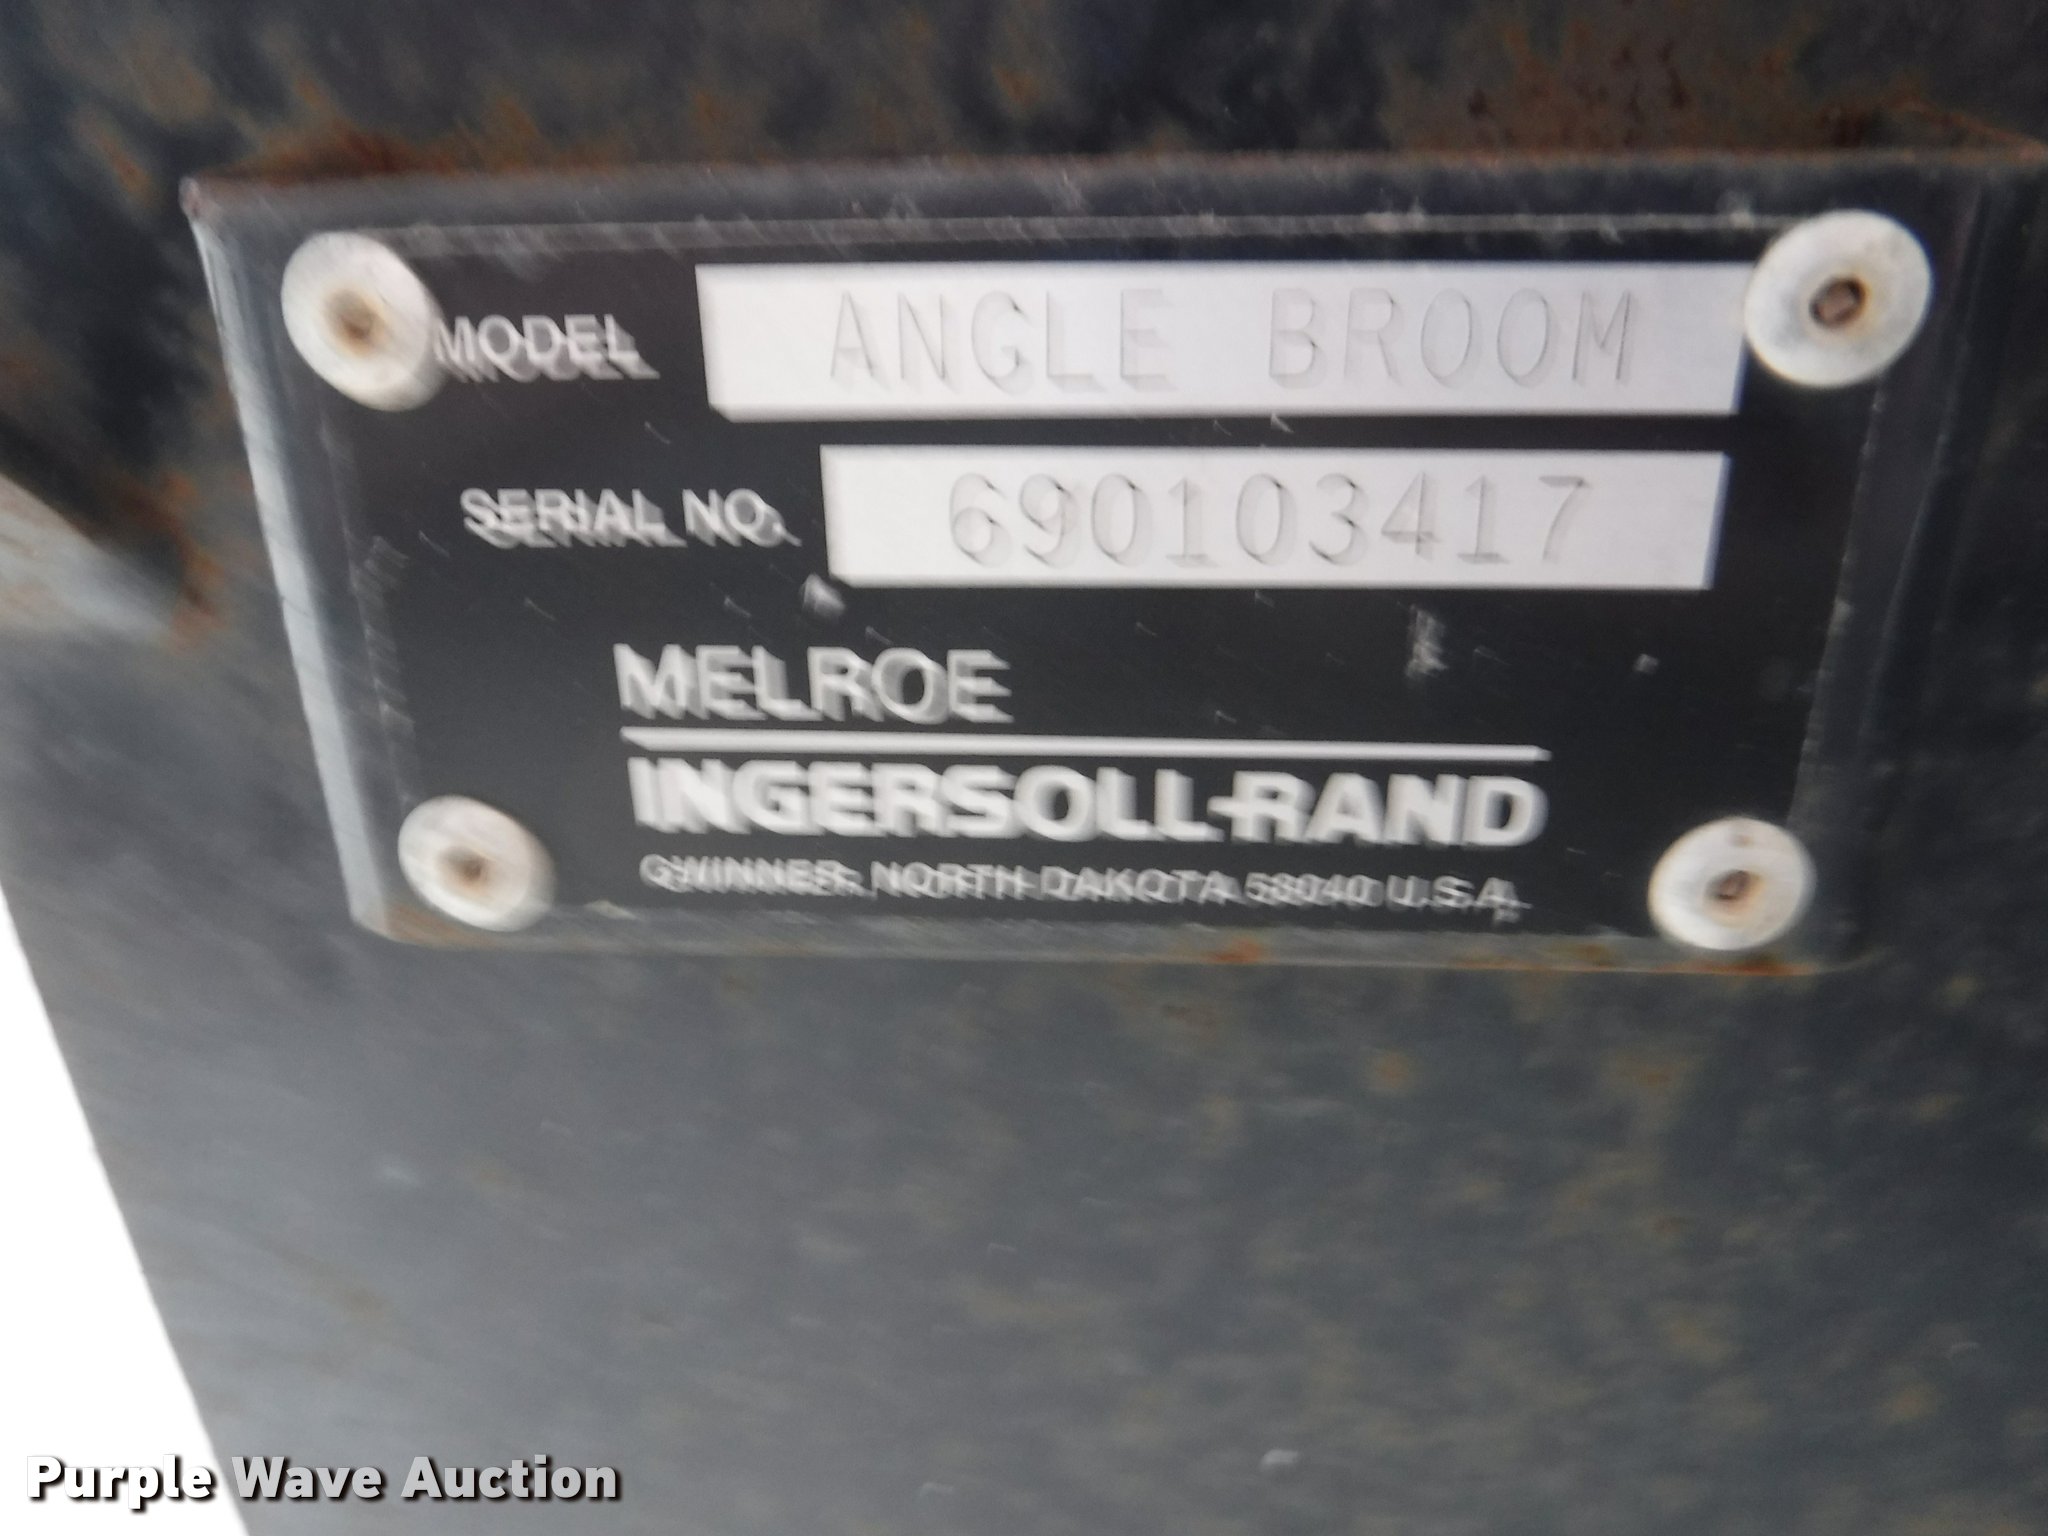 MODEL ANGLE BROOM
SERIAL NO. 690103417
MELROE
INGERSOLL-RAND
GWINNER, NORTH DAKOTA 58040 U.S.A.
Purple Wave Auction